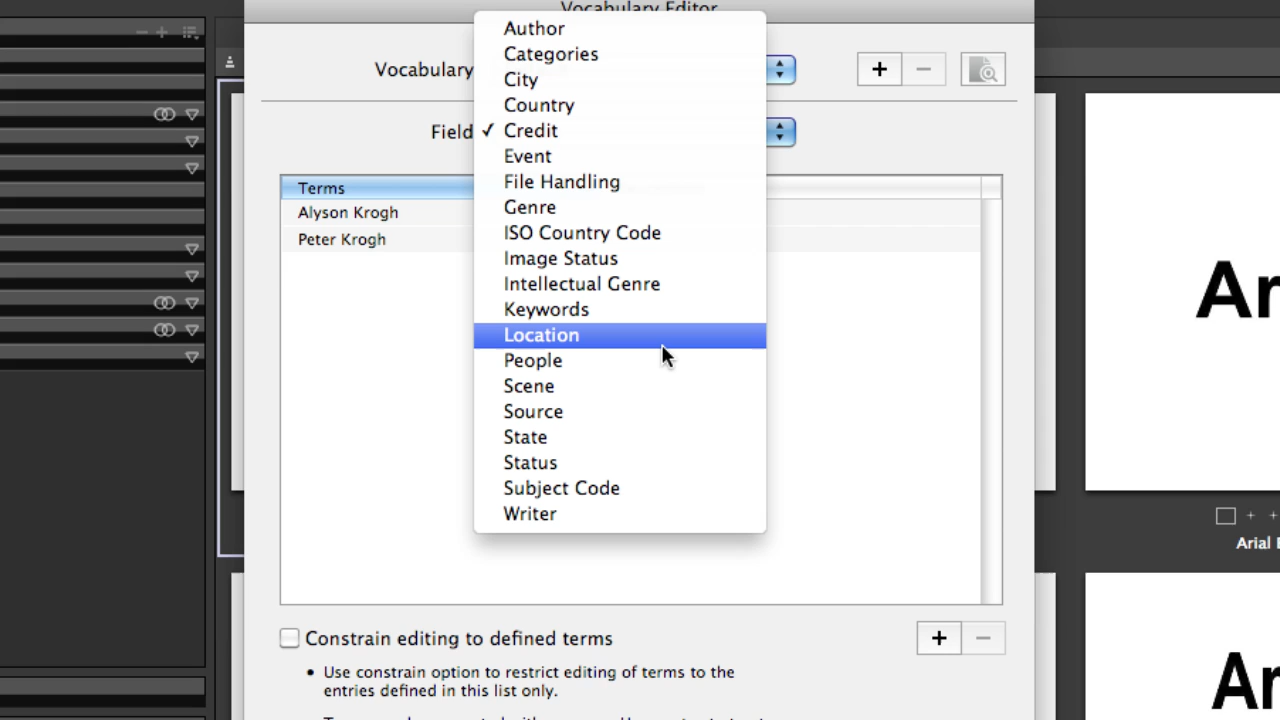 Vocabulary Editor
Vocabulary
Field
Author
Categories
City
Country
✓ Credit
Event
File Handling
Genre
ISO Country Code
Image Status
Intellectual Genre
Keywords
Location
People
Scene
Source
State
Status
Subject Code
Writer
Terms
Alyson Krogh
Peter Krogh
Constrain editing to defined terms
• Use constrain option to restrict editing of terms to the
entries defined in this list only.
Ar
Arial
Ar